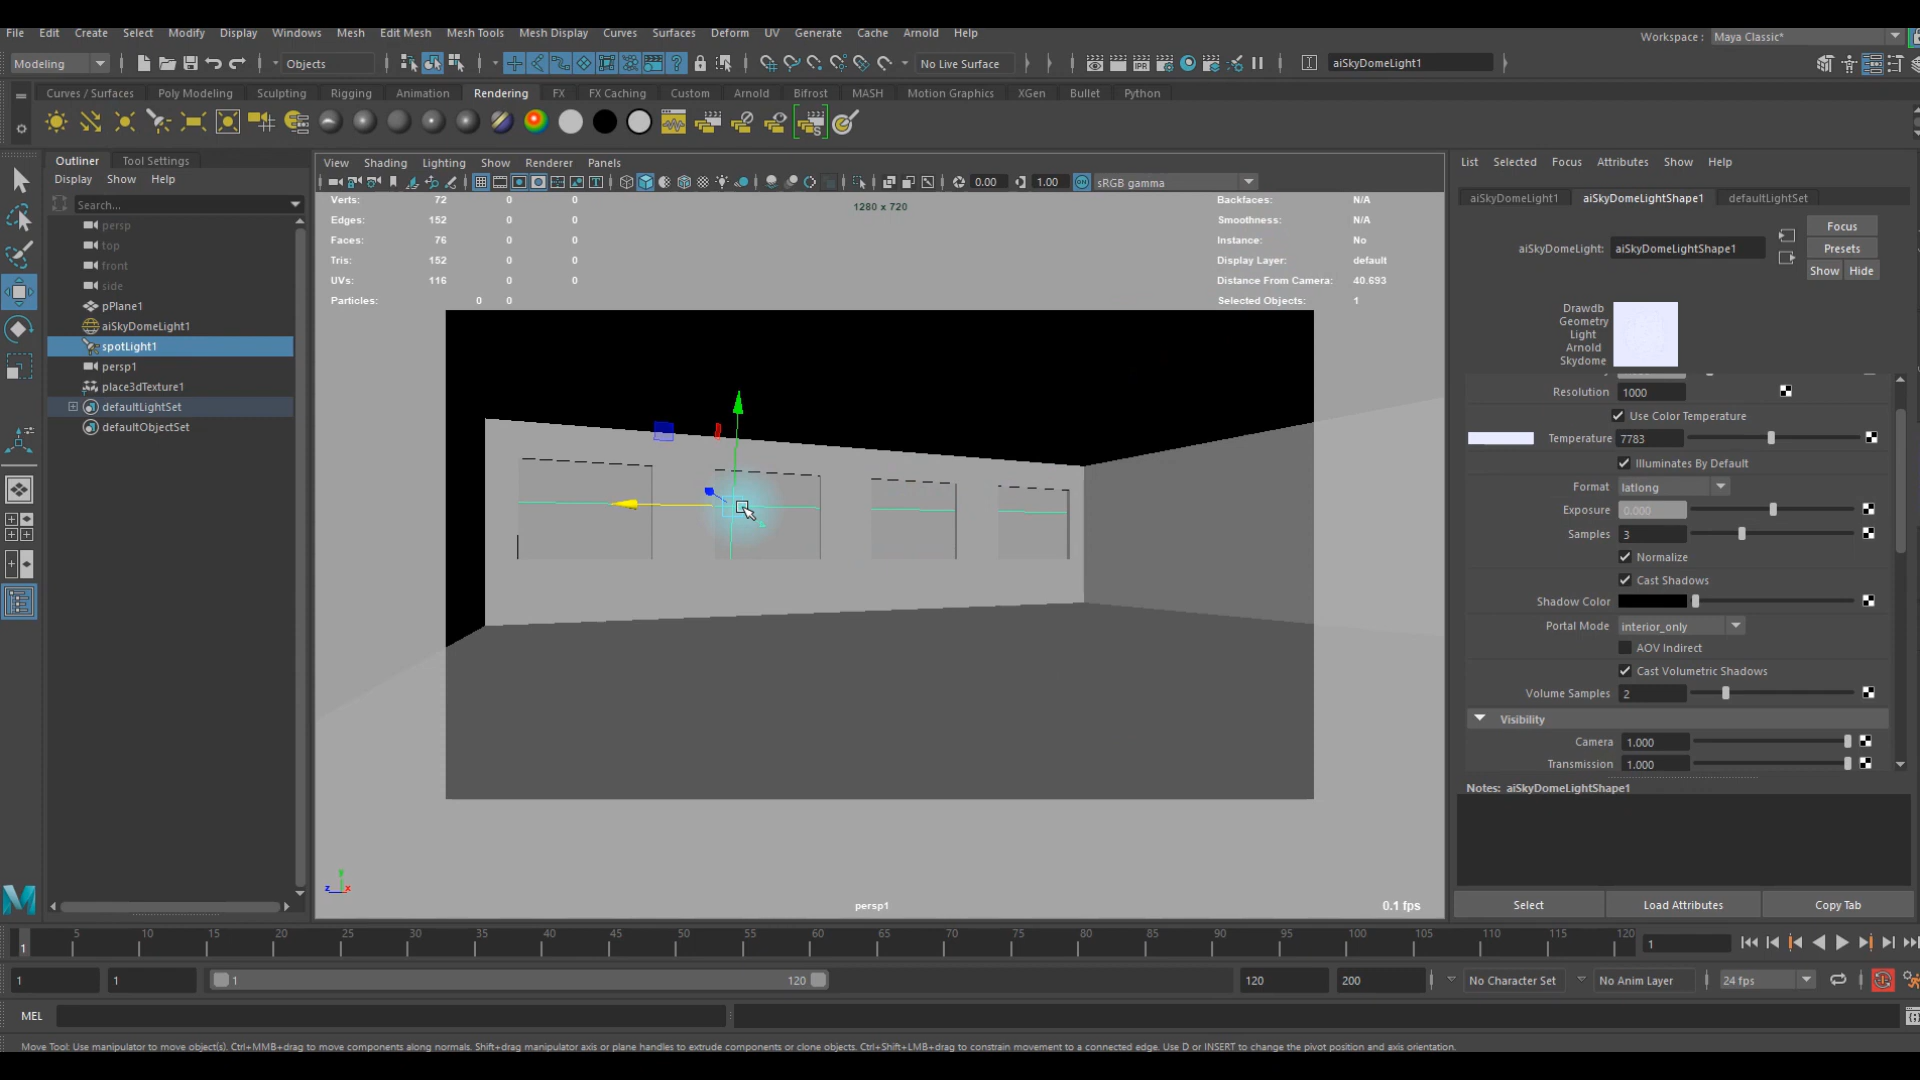 File Edit Create Select Modify Display Windows Mesh Edit Mesh Mesh Tools Mesh Display Curves Surfaces Deform UV Generate Cache Arnold Help
Workspace : Maya Classic*
Modeling Objects No Live Surface aiSkyDomeLight1
Curves / Surfaces Poly Modeling Sculpting Rigging Animation Rendering FX FX Caching Custom Arnold Bifrost MASH Motion Graphics XGen Bullet Python
Outliner Tool Settings
Display Show Help
Search...
persp
top
front
side
pPlane1
aiSkyDomeLight1
spotLight1
persp1
place3dTexture1
defaultLightSet
defaultObjectSet
View Shading Lighting Show Renderer Panels
0.00 1.00 sRGB gamma
Verts: 72 0 0
Edges: 152 0 0
Faces: 76 0 0
Tris: 152 0 0
UVs: 116 0 0
Particles: 0 0
1280 x 720
Backfaces: N/A
Smoothness: N/A
Instance: No
Display Layer: default
Distance From Camera: 40.693
Selected Objects: 1
y
z x
persp1
0.1 fps
List Selected Focus Attributes Show Help
aiSkyDomeLight1 aiSkyDomeLightShape1 defaultLightSet
aiSkyDomeLight: aiSkyDomeLightShape1
Focus
Presets
Show Hide
Drawdb
Geometry
Light
Arnold
Skydome
Resolution 1000
Use Color Temperature
Temperature 7783
Illuminates By Default
Format latlong
Exposure 0.000
Samples 3
Normalize
Cast Shadows
Shadow Color
Portal Mode interior_only
AOV Indirect
Cast Volumetric Shadows
Volume Samples 2
Visibility
Camera 1.000
Transmission 1.000
Notes: aiSkyDomeLightShape1
Select Load Attributes Copy Tab
1 5 10 15 20 25 30 35 40 45 50 55 60 65 70 75 80 85 90 95 100 105 110 115 120 1
1 1 1 120 120 200 No Character Set No Anim Layer 24 fps
MEL
Move Tool: Use manipulator to move object(s). Ctrl+MMB+drag to move components along normals. Shift+drag manipulator axis or plane handles to extrude components or clone objects. Ctrl+Shift+LMB+drag to constrain movement to a connected edge. Use D or INSERT to change the pivot position and axis orientation.